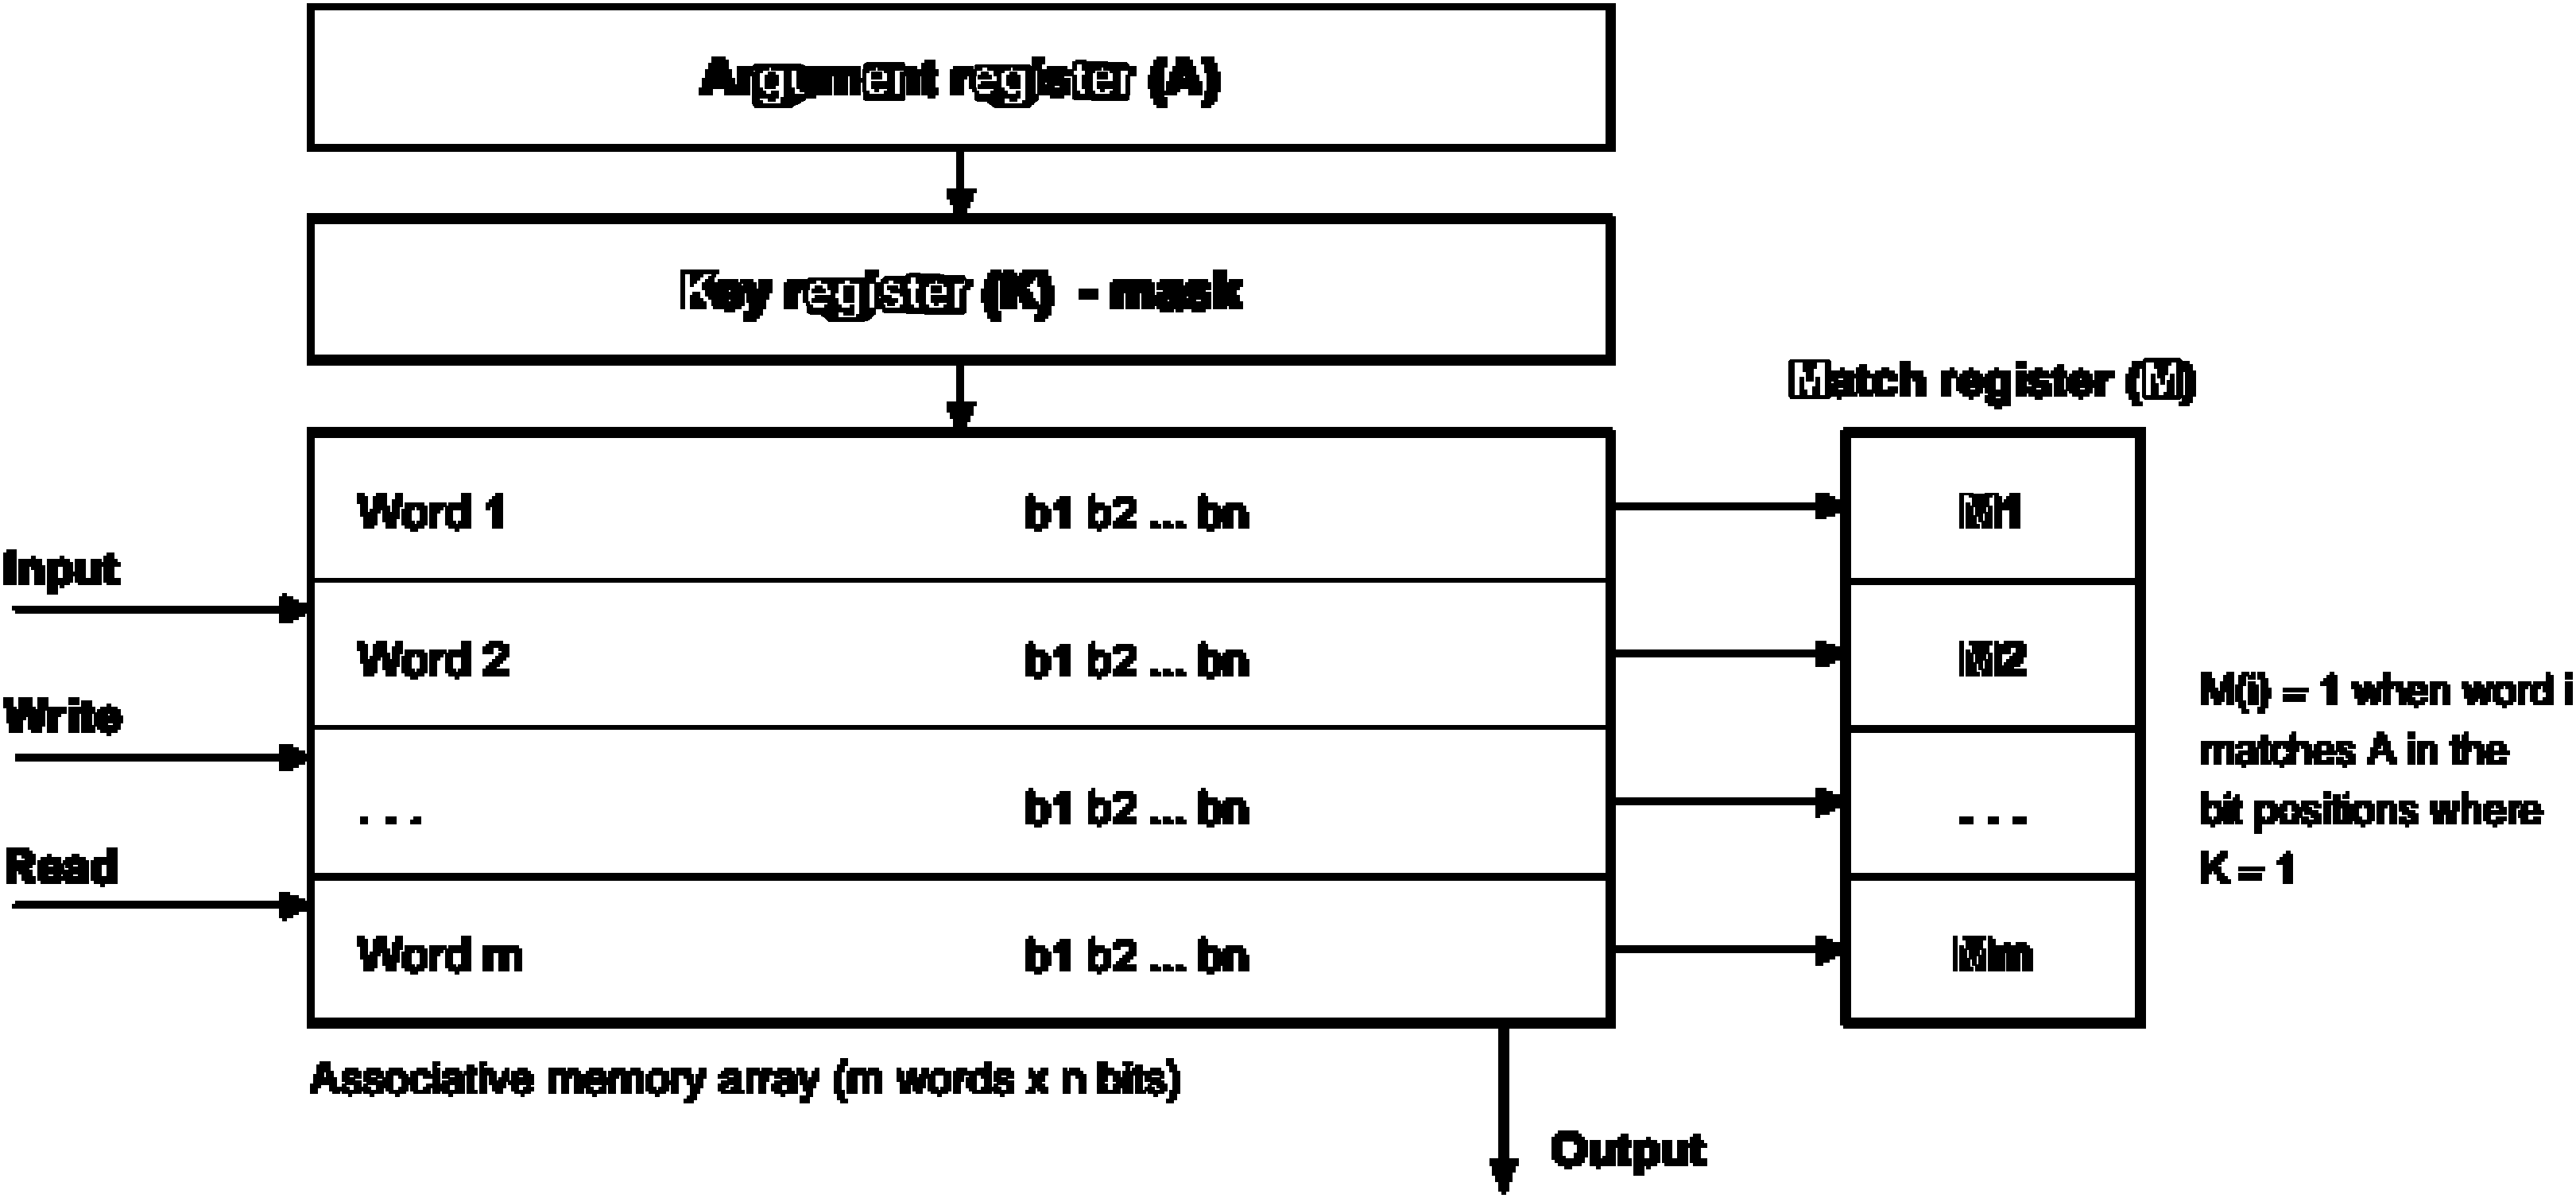 Argument register (A)
Key register (K) - mask
Match register (M)
Word 1 b1 b2 ... bn M1
Input
Word 2 b1 b2 ... bn M2
Write
. . . b1 b2 ... bn . . .
Read
Word m b1 b2 ... bn Mm
M(i) = 1 when word i
matches A in the
bit positions where
K = 1
Associative memory array (m words x n bits)
Output